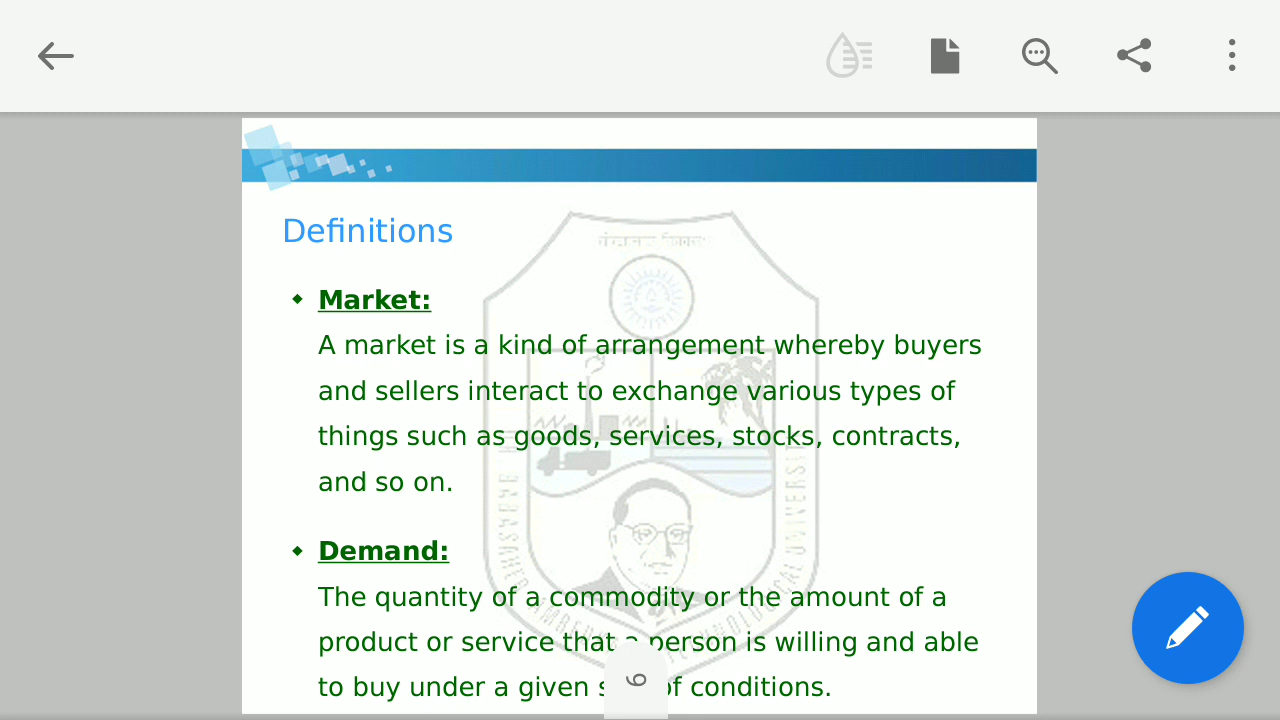 Definitions
Market:
A market is a kind of arrangement whereby buyers
and sellers interact to exchange various types of
things such as goods, services, stocks, contracts,
and so on.
Demand:
The quantity of a commodity or the amount of a
product or service that a person is willing and able
to buy under a given of conditions.
6